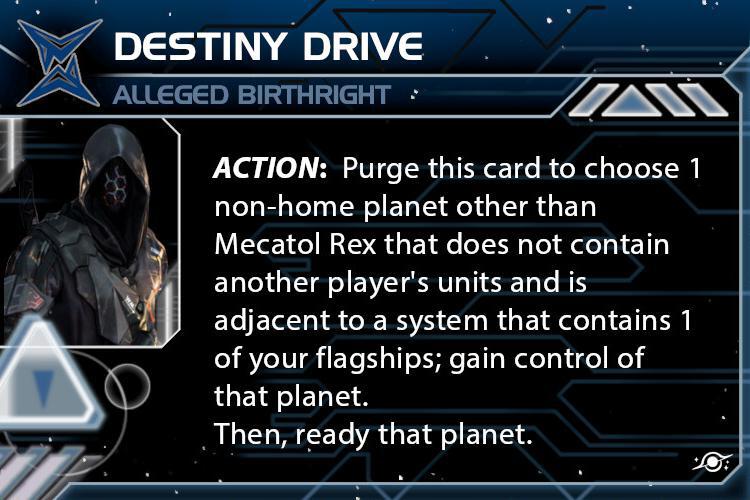 DESTINY DRIVE
ALLEGED BIRTHRIGHT
ACTION: Purge this card to choose 1
non-home planet other than
Mecatol Rex that does not contain
another player's units and is
adjacent to a system that contains 1
of your flagships; gain control of
that planet.
Then, ready that planet.